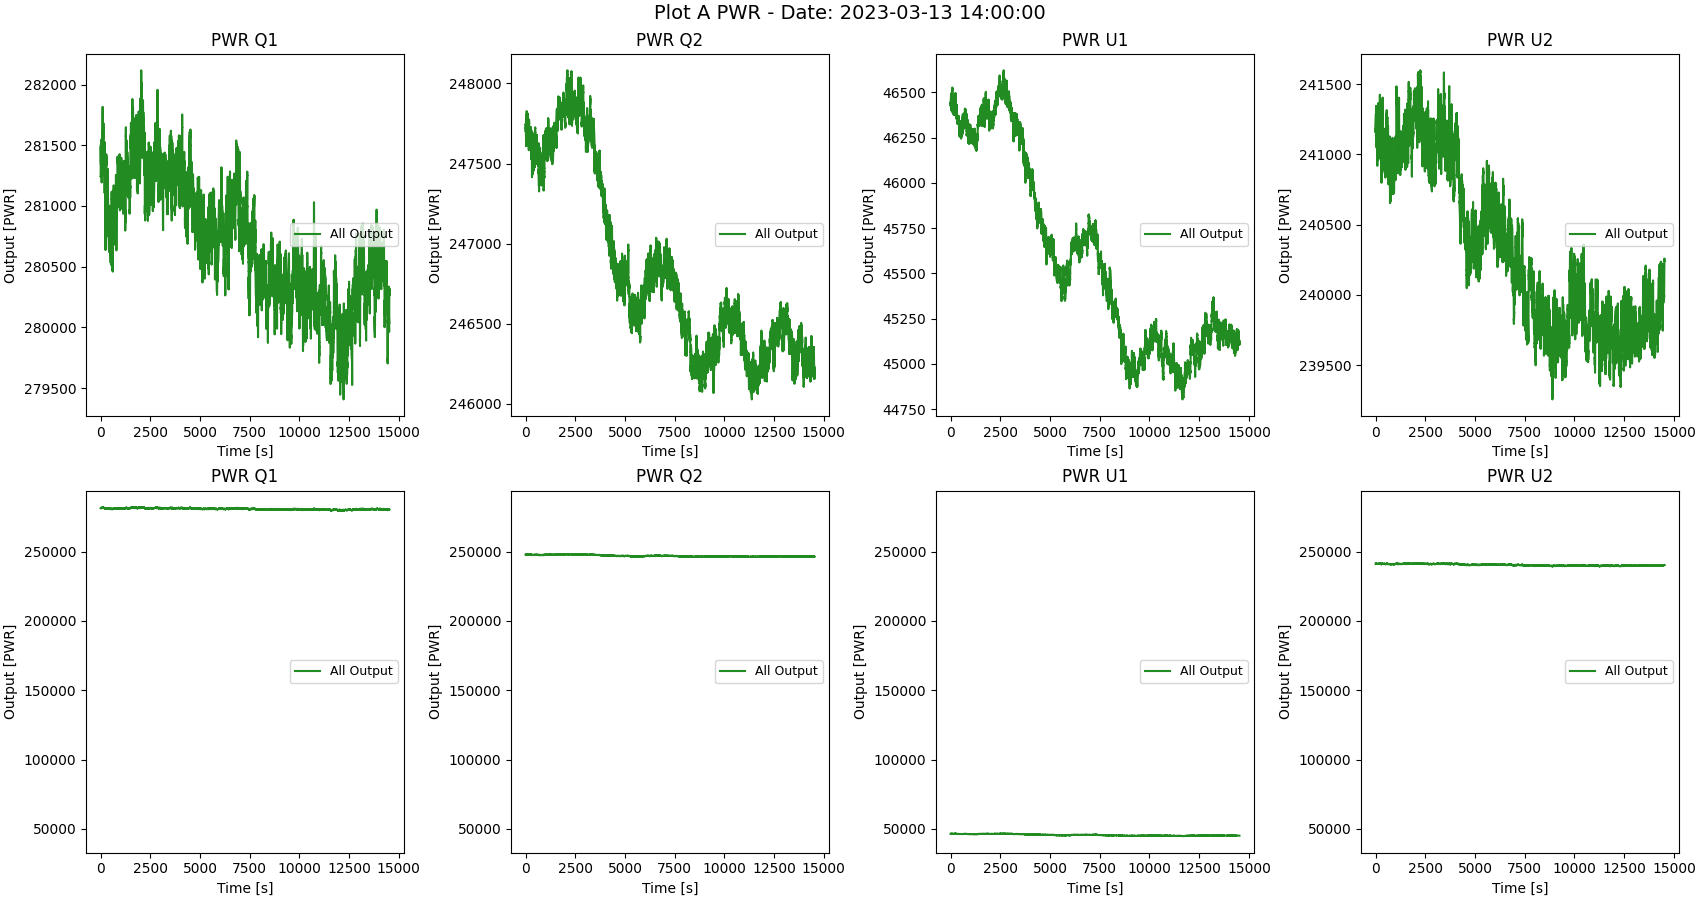 Plot A PWR - Date: 2023-03-13 14:00:00
PWR Q1
282000
281500
281000
280500
280000
279500
Output [PWR]
All Output
0 2500 5000 7500 10000 12500 15000
Time [s]
PWR Q2
248000
247500
247000
246500
246000
Output [PWR]
All Output
0 2500 5000 7500 10000 12500 15000
Time [s]
PWR U1
46500
46250
46000
45750
45500
45250
45000
44750
Output [PWR]
All Output
0 2500 5000 7500 10000 12500 15000
Time [s]
PWR U2
241500
241000
240500
240000
239500
Output [PWR]
All Output
0 2500 5000 7500 10000 12500 15000
Time [s]
PWR Q1
250000
200000
150000
100000
50000
Output [PWR]
All Output
0 2500 5000 7500 10000 12500 15000
Time [s]
PWR Q2
250000
200000
150000
100000
50000
Output [PWR]
All Output
0 2500 5000 7500 10000 12500 15000
Time [s]
PWR U1
250000
200000
150000
100000
50000
Output [PWR]
All Output
0 2500 5000 7500 10000 12500 15000
Time [s]
PWR U2
250000
200000
150000
100000
50000
Output [PWR]
All Output
0 2500 5000 7500 10000 12500 15000
Time [s]